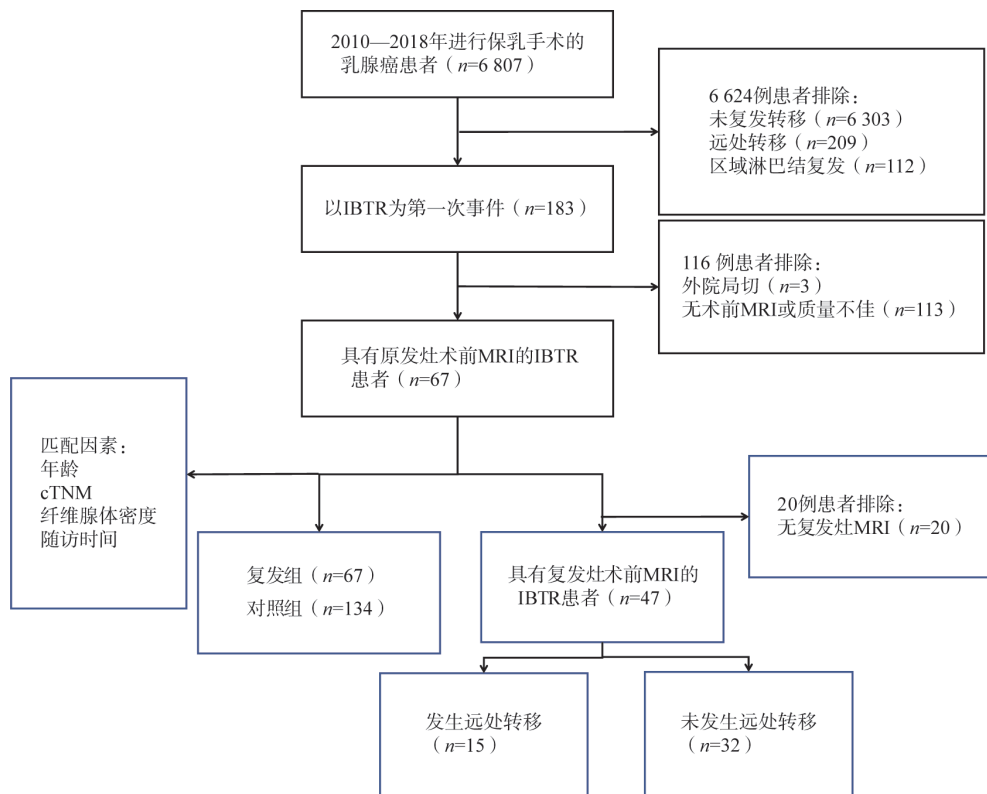 2010—2018年进行保乳手术的
乳腺癌患者（n=6 807）
6 624例患者排除：
未复发转移（n=6 303）
远处转移（n=209）
区域淋巴结复发（n=112）
以IBTR为第一次事件（n=183）
116 例患者排除：
外院局切（n=3）
无术前MRI或质量不佳（n=113）
具有原发灶术前MRI的IBTR
患者（n=67）
匹配因素：
年龄
cTNM
纤维腺体密度
随访时间
20例患者排除：
无复发灶MRI（n=20）
复发组（n=67）
对照组（n=134）
具有复发灶术前MRI的
IBTR患者（n=47）
发生远处转移
（n=15）
未发生远处转移
（n=32）